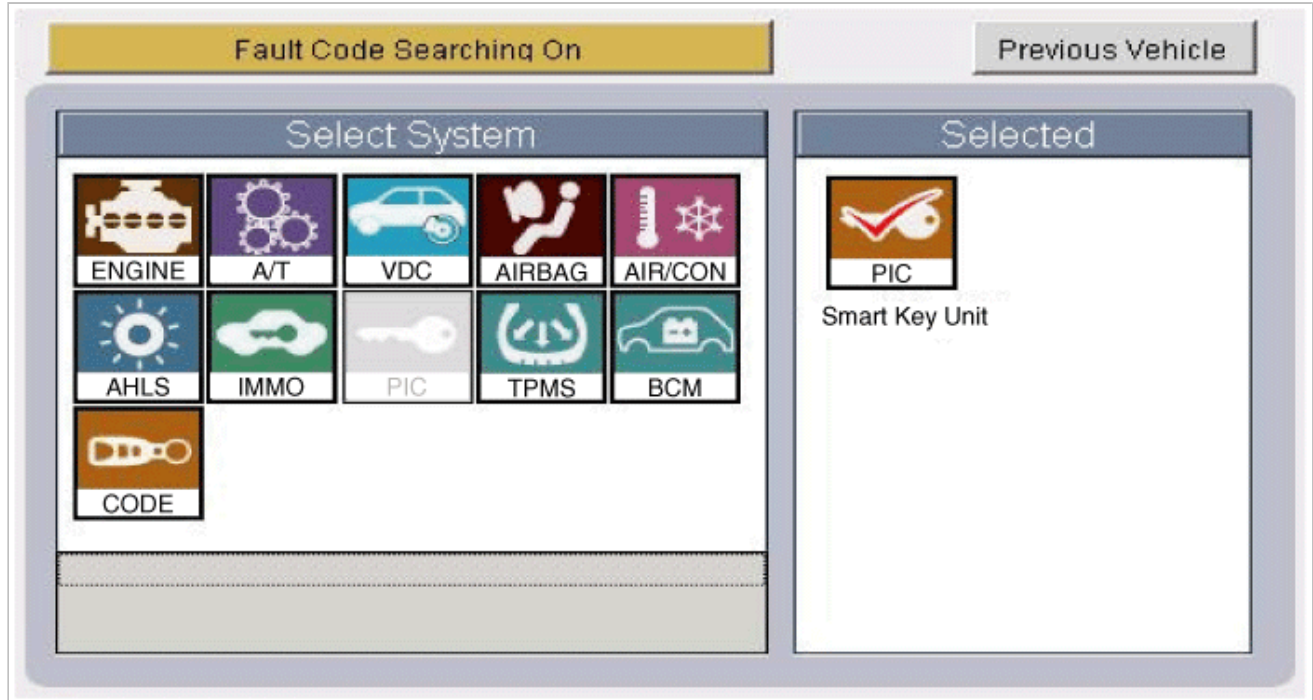 Fault Code Searching On
Previous Vehicle
Select System
Selected
ENGINE A/T VDC AIRBAG AIR/CON
AHLS IMMO PIC TPMS BCM
CODE
PIC
Smart Key Unit